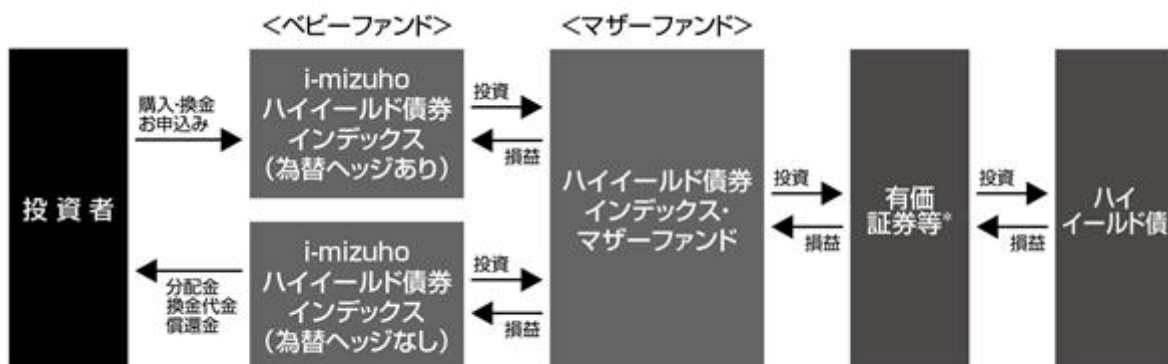 <ベビーファンド>
<マザーファンド>
投資者
購入・換金
お申込み
分配金
換金代金
償還金
i-mizuho
ハイイールド債券
インデックス
(為替ヘッジあり)
i-mizuho
ハイイールド債券
インデックス
(為替ヘッジなし)
投資
損益
投資
損益
ハイイールド債券
インデックス・
マザーファンド
投資
損益
有価
証券等*
投資
損益
ハイ
イールド債